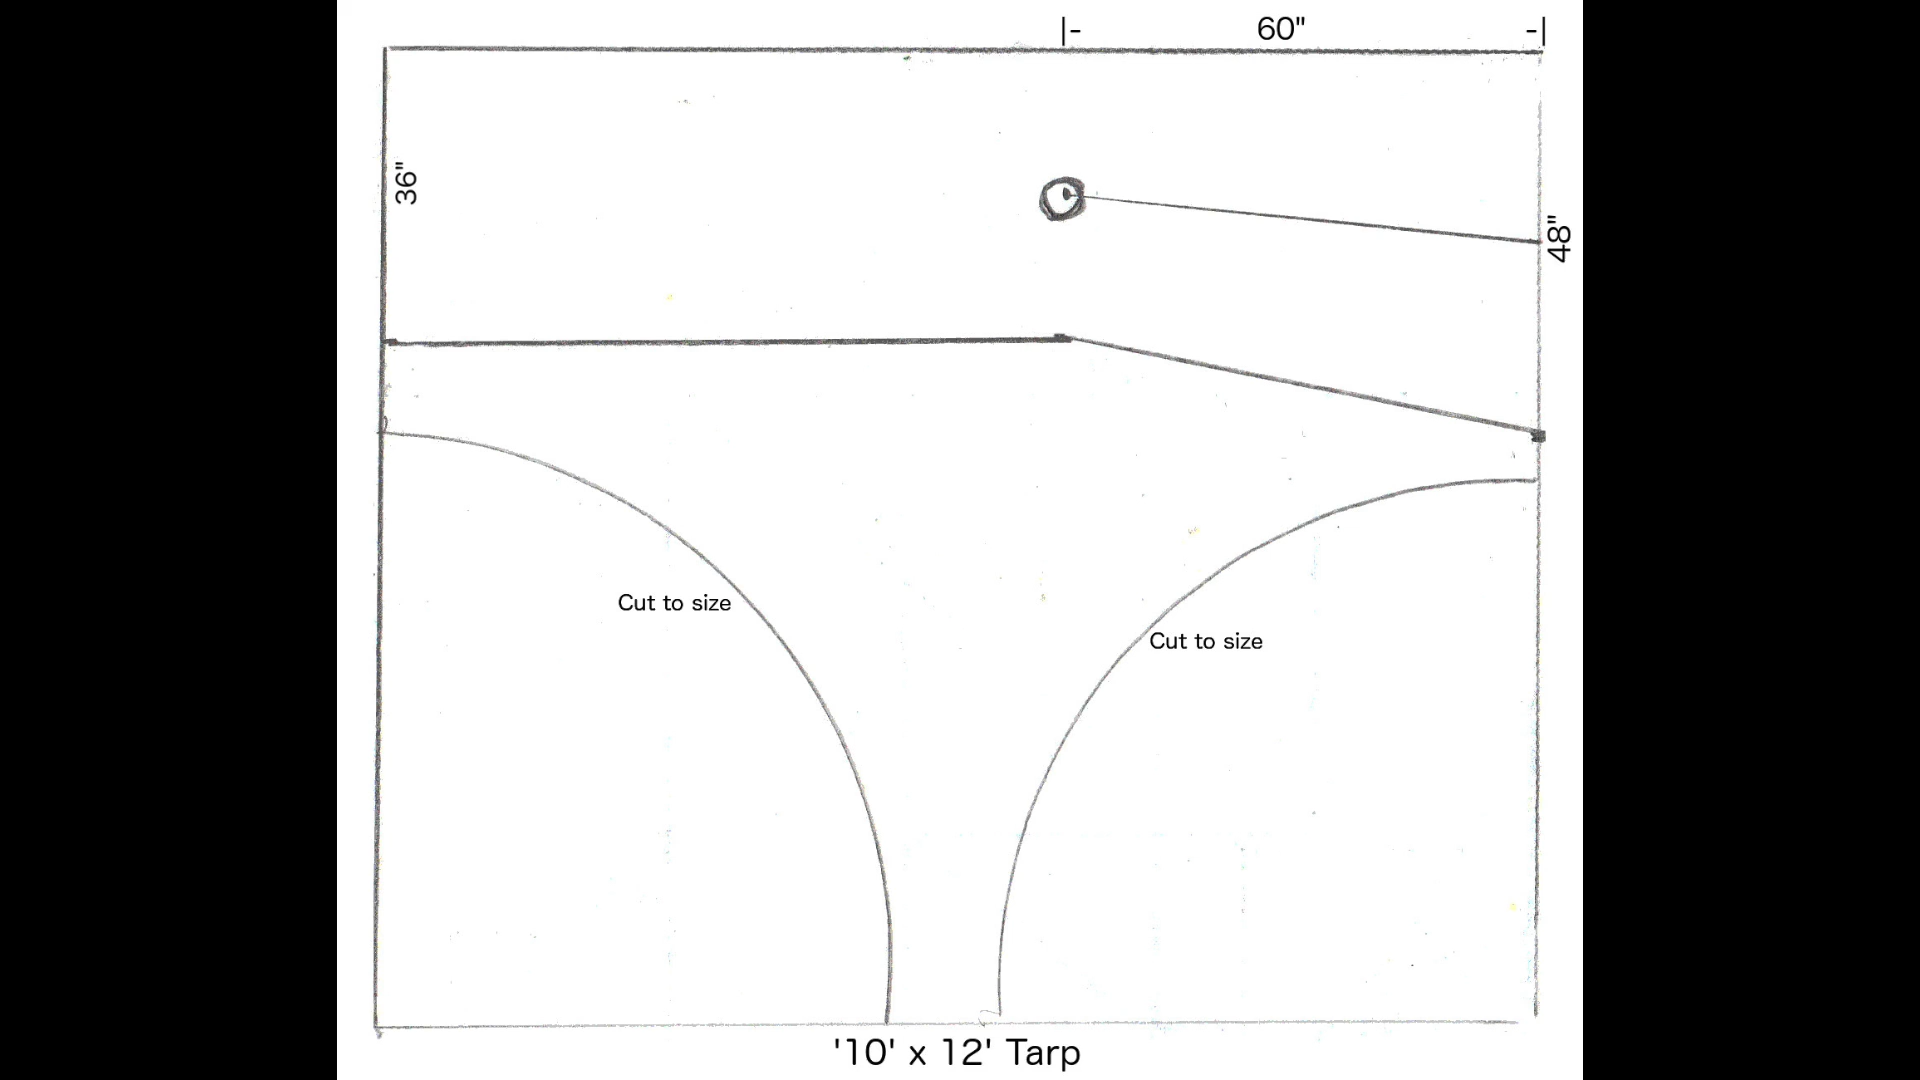 |- 60" -|
36"
48"
Cut to size
Cut to size
'10' x 12' Tarp